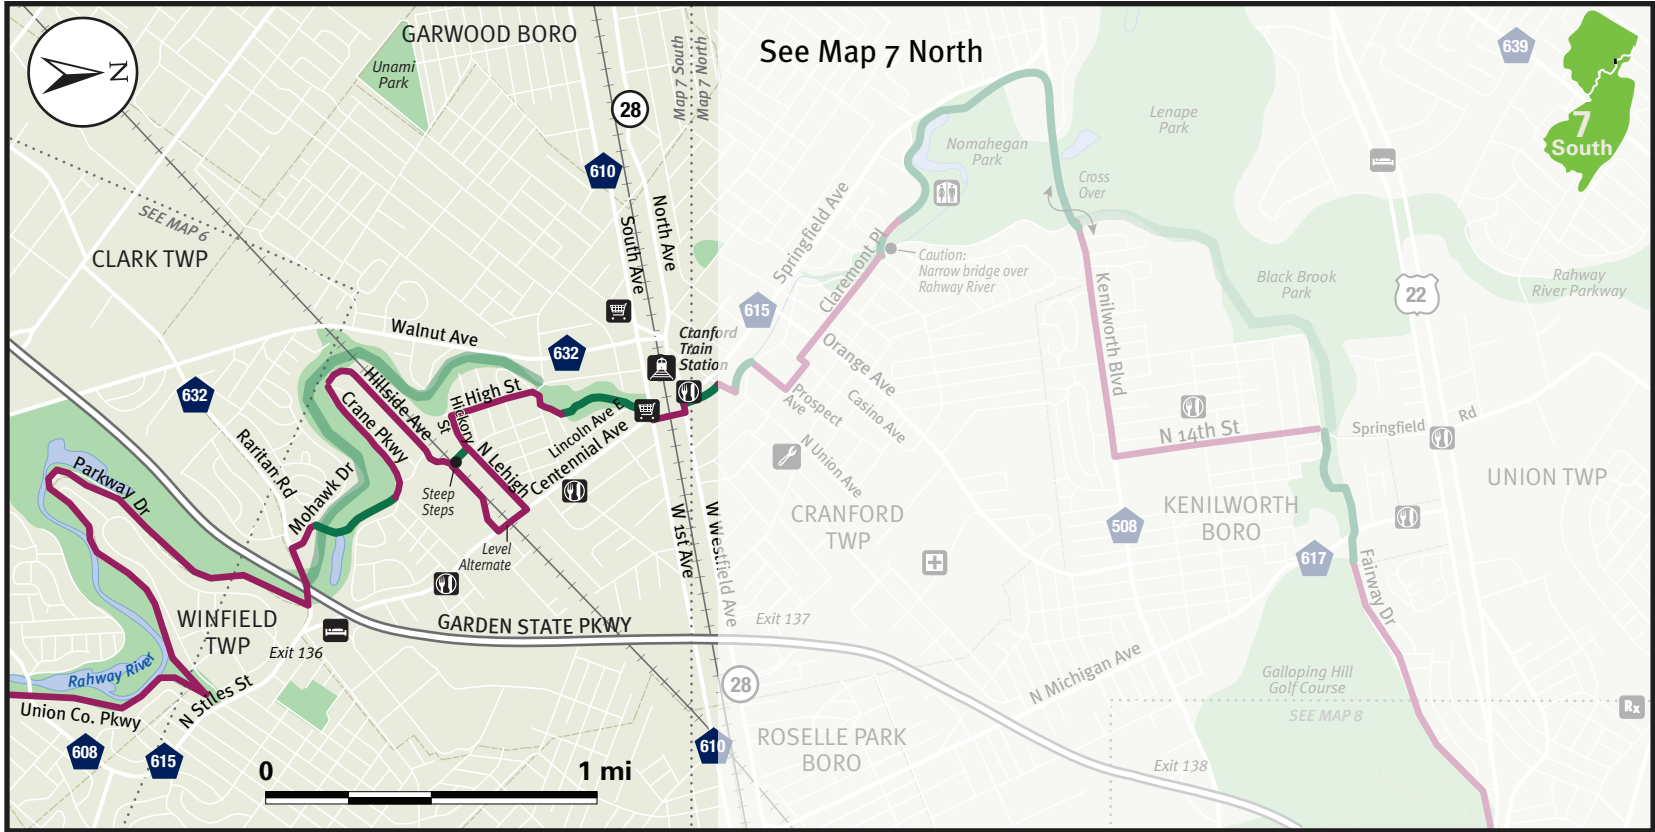 GARWOOD BORO
Unami
Park
N
28
610
Map 7 South
Map 7 North
See Map 7 North
639
7
South
Lenape
Park
Nomahegan
Park
Cross
Over
SEE MAP 6
CLARK TWP
South Ave
North Ave
Springfield Ave
Claremont Pl
Caution:
Narrow bridge over
Rahway River
Black Brook
Park
22
Rahway
River Parkway
615
Kenilworth Blvd
Walnut Ave
632
Cranford
Train
Station
Orange Ave
Casino Ave
Prospect
Ave
N Union Ave
632
Hillside Ave
High St
Hickory
St
Crane Pkwy
Lincoln Ave E
Centennial Ave
N Lehigh
N 14th St
Springfield
Rd
UNION TWP
Raritan Rd
Parkway Dr
Mohawk Dr
Steep
Steps
Level
Alternate
W 1st Ave
W Westfield Ave
CRANFORD
TWP
KENILWORTH
BORO
508
617
Fairway Dr
WINFIELD
TWP
GARDEN STATE PKWY
Exit 137
Exit 136
Rahway River
N Stiles St
Union Co. Pkwy
28
N Michigan Ave
Galloping Hill
Golf Course
SEE MAP 8
Rx
608
615
610
ROSELLE PARK
BORO
Exit 138
0
1 mi